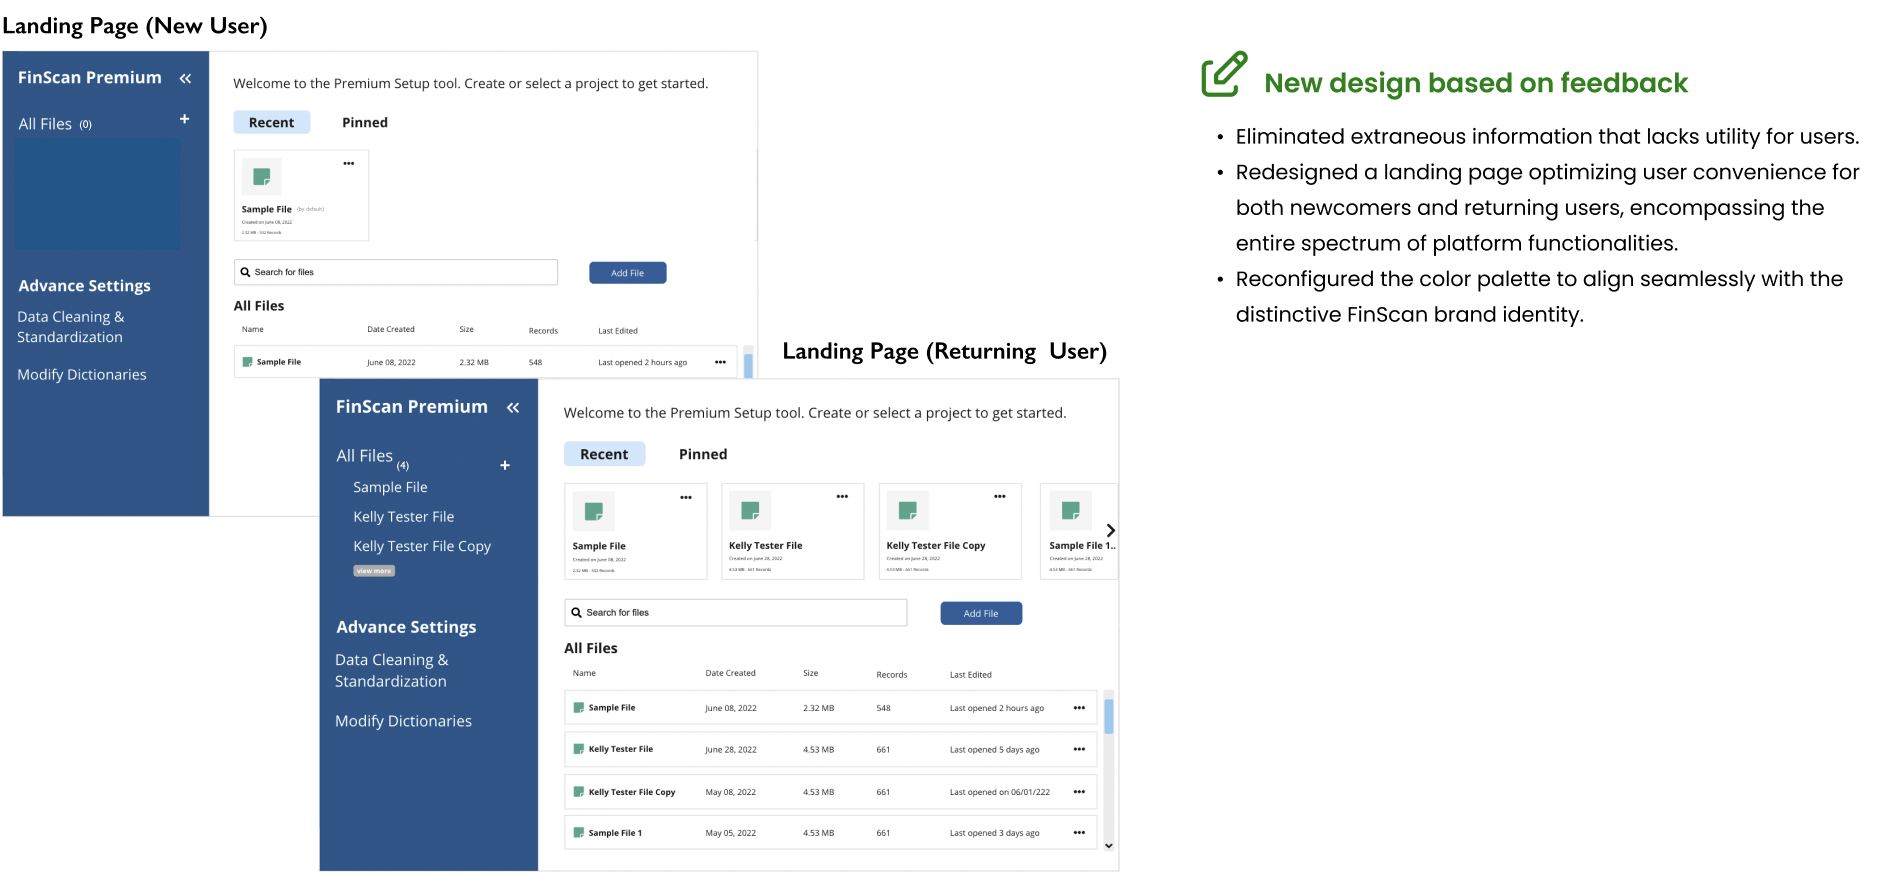 Landing Page (New User)
FinScan Premium «
All Files (0) +
Advance Settings
Data Cleaning &
Standardization
Modify Dictionaries
Welcome to the Premium Setup tool. Create or select a project to get started.
Recent Pinned
Sample File (by default)
Created on June 08, 2022
2.32 MB · 592 Records
Search for files Add File
All Files
Name Date Created Size Records Last Edited
Sample File June 08, 2022 2.32 MB 548 Last opened 2 hours ago
Landing Page (Returning User)
FinScan Premium «
All Files (4) +
Sample File
Kelly Tester File
Kelly Tester File Copy
view more
Advance Settings
Data Cleaning &
Standardization
Modify Dictionaries
Welcome to the Premium Setup tool. Create or select a project to get started.
Recent Pinned
Sample File
Created on June 08, 2022
2.32 MB · Records
Kelly Tester File
Created on June 28, 2022
4.53 MB · 661 Records
Kelly Tester File Copy
Created on June 28, 2022
4.53 MB · 661 Records
Sample File 1..
Created on June 28, 2022
4.53 MB · 661 Records
Search for files Add File
All Files
Name Date Created Size Records Last Edited
Sample File June 08, 2022 2.32 MB 548 Last opened 2 hours ago
Kelly Tester File June 28, 2022 4.53 MB 661 Last opened 5 days ago
Kelly Tester File Copy May 08, 2022 4.53 MB 661 Last opened on 06/01/222
Sample File 1 May 05, 2022 4.53 MB 661 Last opened 3 days ago
New design based on feedback
• Eliminated extraneous information that lacks utility for users.
• Redesigned a landing page optimizing user convenience for
both newcomers and returning users, encompassing the
entire spectrum of platform functionalities.
• Reconfigured the color palette to align seamlessly with the
distinctive FinScan brand identity.